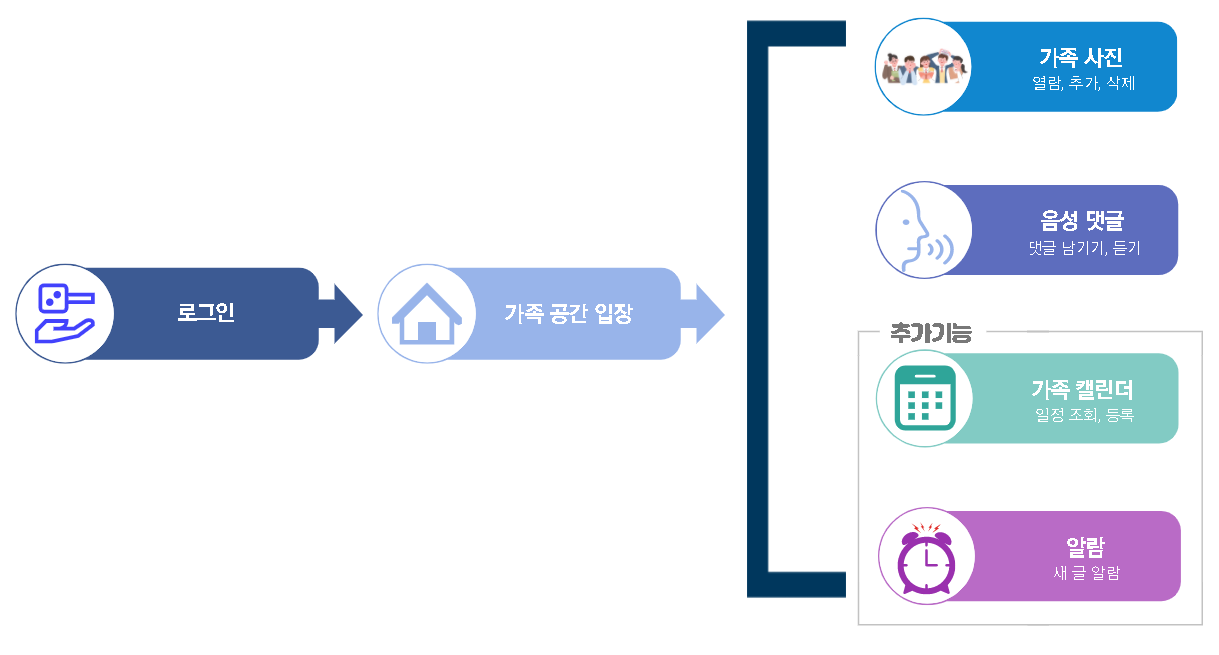 로그인
가족 공간 입장
가족 사진
열람, 추가, 삭제
음성 댓글
댓글 남기기, 듣기
추가기능
가족 캘린더
일정 조회, 등록
알람
새 글 알람